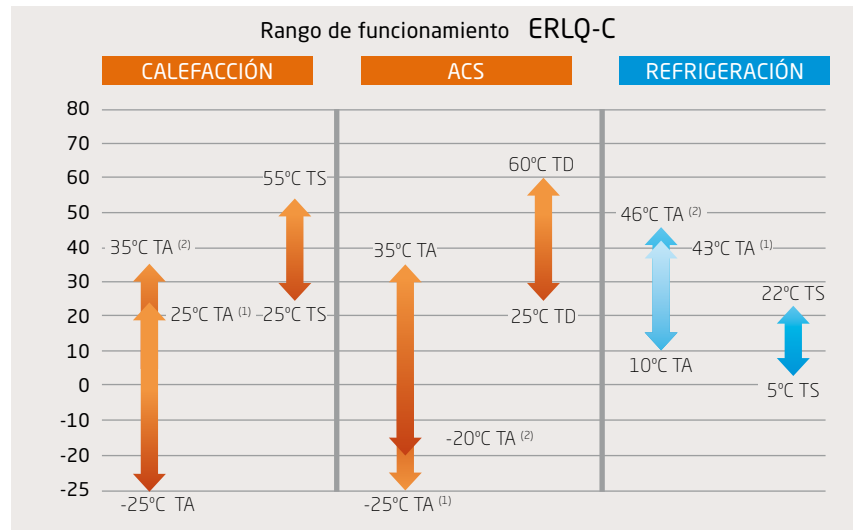 Rango de funcionamiento ERLQ-C
CALEFACCIÓN ACS REFRIGERACIÓN
80
70
60
50
40
30
20
10
0
-10
-20
-25
55ºC TS
35ºC TA (2)
25ºC TA (1)
25ºC TS
-25ºC TA
60ºC TD
35ºC TA
25ºC TD
-20ºC TA (2)
-25ºC TA (1)
46ºC TA (2)
43ºC TA (1)
22ºC TS
10ºC TA
5ºC TS